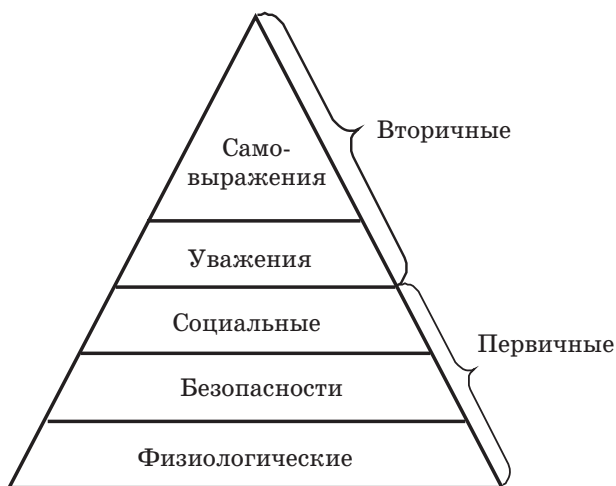 Вторичные
Само-
выражения
Уважения
Социальные
Первичные
Безопасности
Физиологические